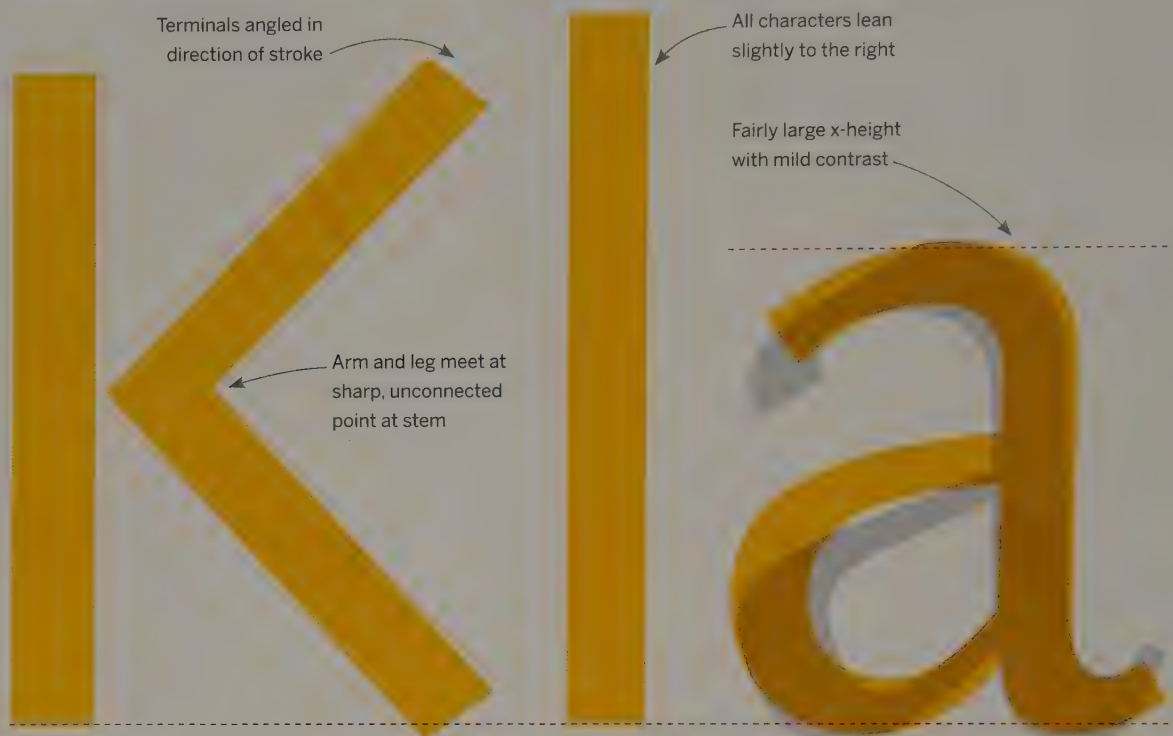 Terminals angled in
direction of stroke
All characters lean
slightly to the right
Fairly large x-height
with mild contrast
Arm and leg meet at
sharp, unconnected
point at stem
Kla